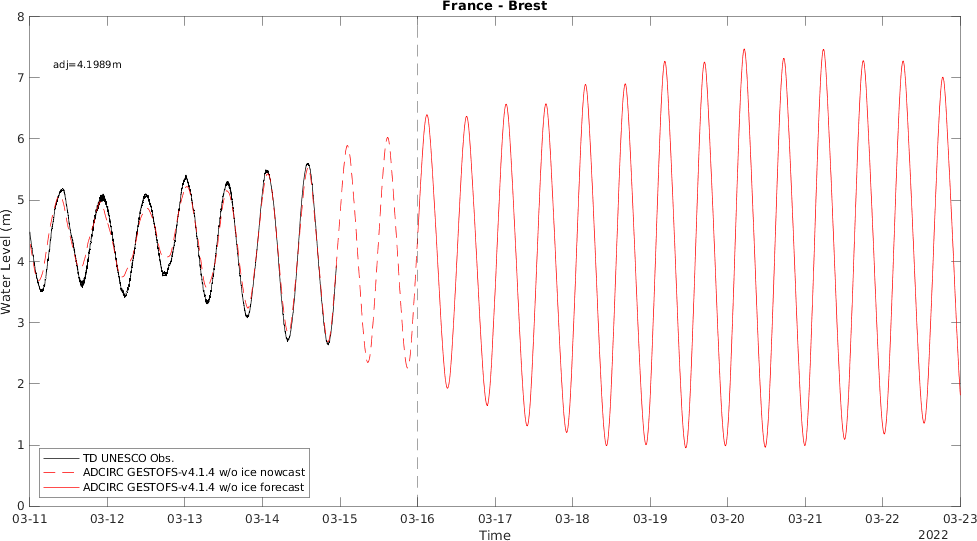 France - Brest
adj=4.1989m
8
7
6
5
4
3
2
1
0
Water Level (m)
TD UNESCO Obs.
ADCIRC GESTOFS-v4.1.4 w/o ice nowcast
ADCIRC GESTOFS-v4.1.4 w/o ice forecast
03-11 03-12 03-13 03-14 03-15 03-16 03-17 03-18 03-19 03-20 03-21 03-22 03-23
Time
2022